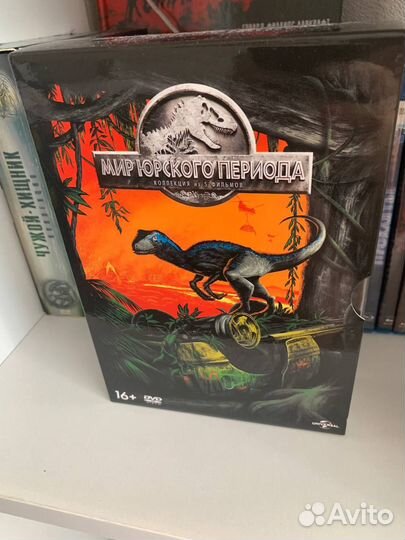 МИР ЮРСКОГО ПЕРИОДА
КОЛЛЕКЦИЯ из 5 ФИЛЬМОВ
16+
DVD
UNIVERSAL
ЧУЖОЙ·ХИЩНИК
Avito